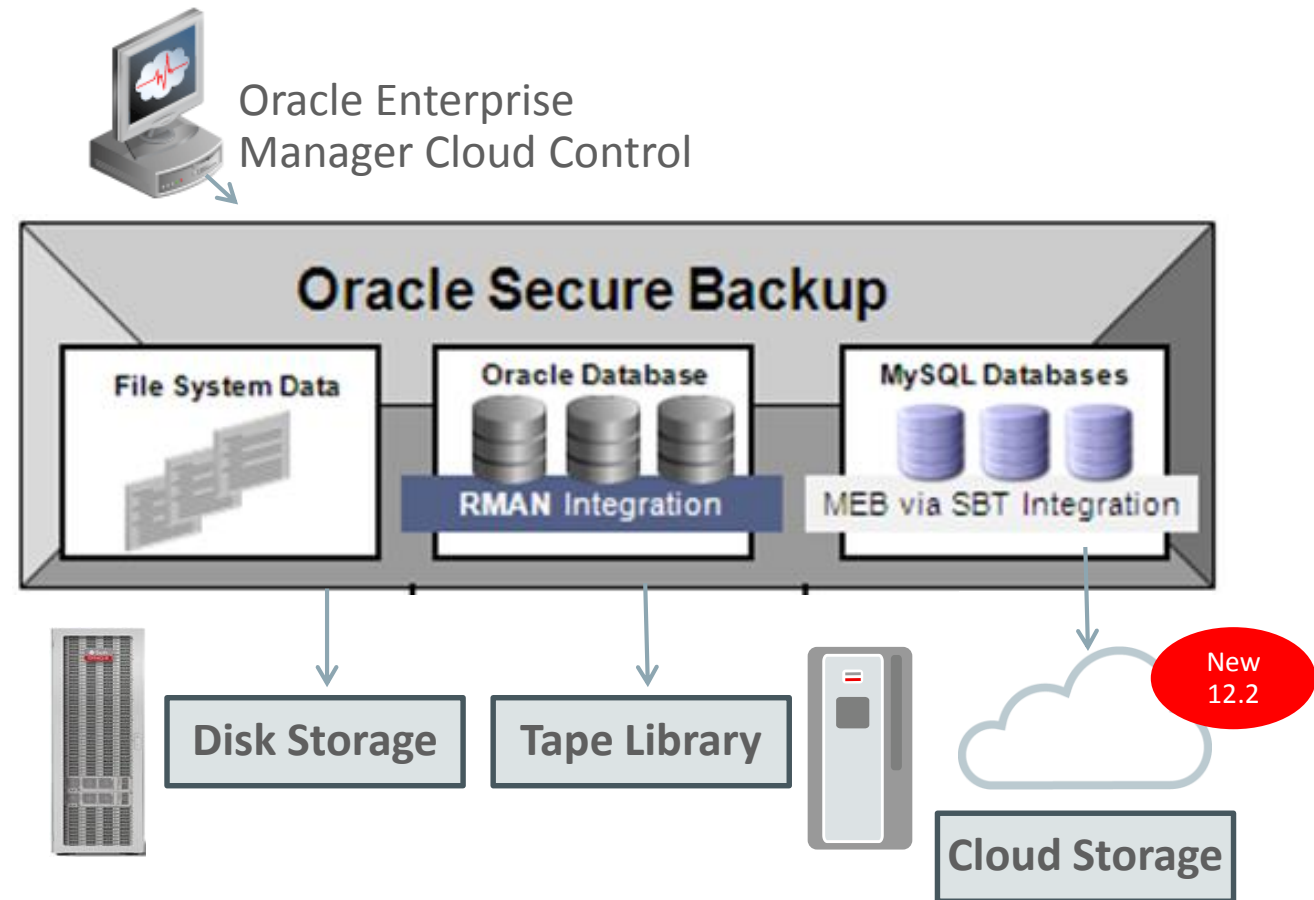 Oracle Enterprise
Manager Cloud Control
Oracle Secure Backup
File System Data
Oracle Database
RMAN Integration
MySQL Databases
MEB via SBT Integration
New
12.2
Disk Storage
Tape Library
Cloud Storage